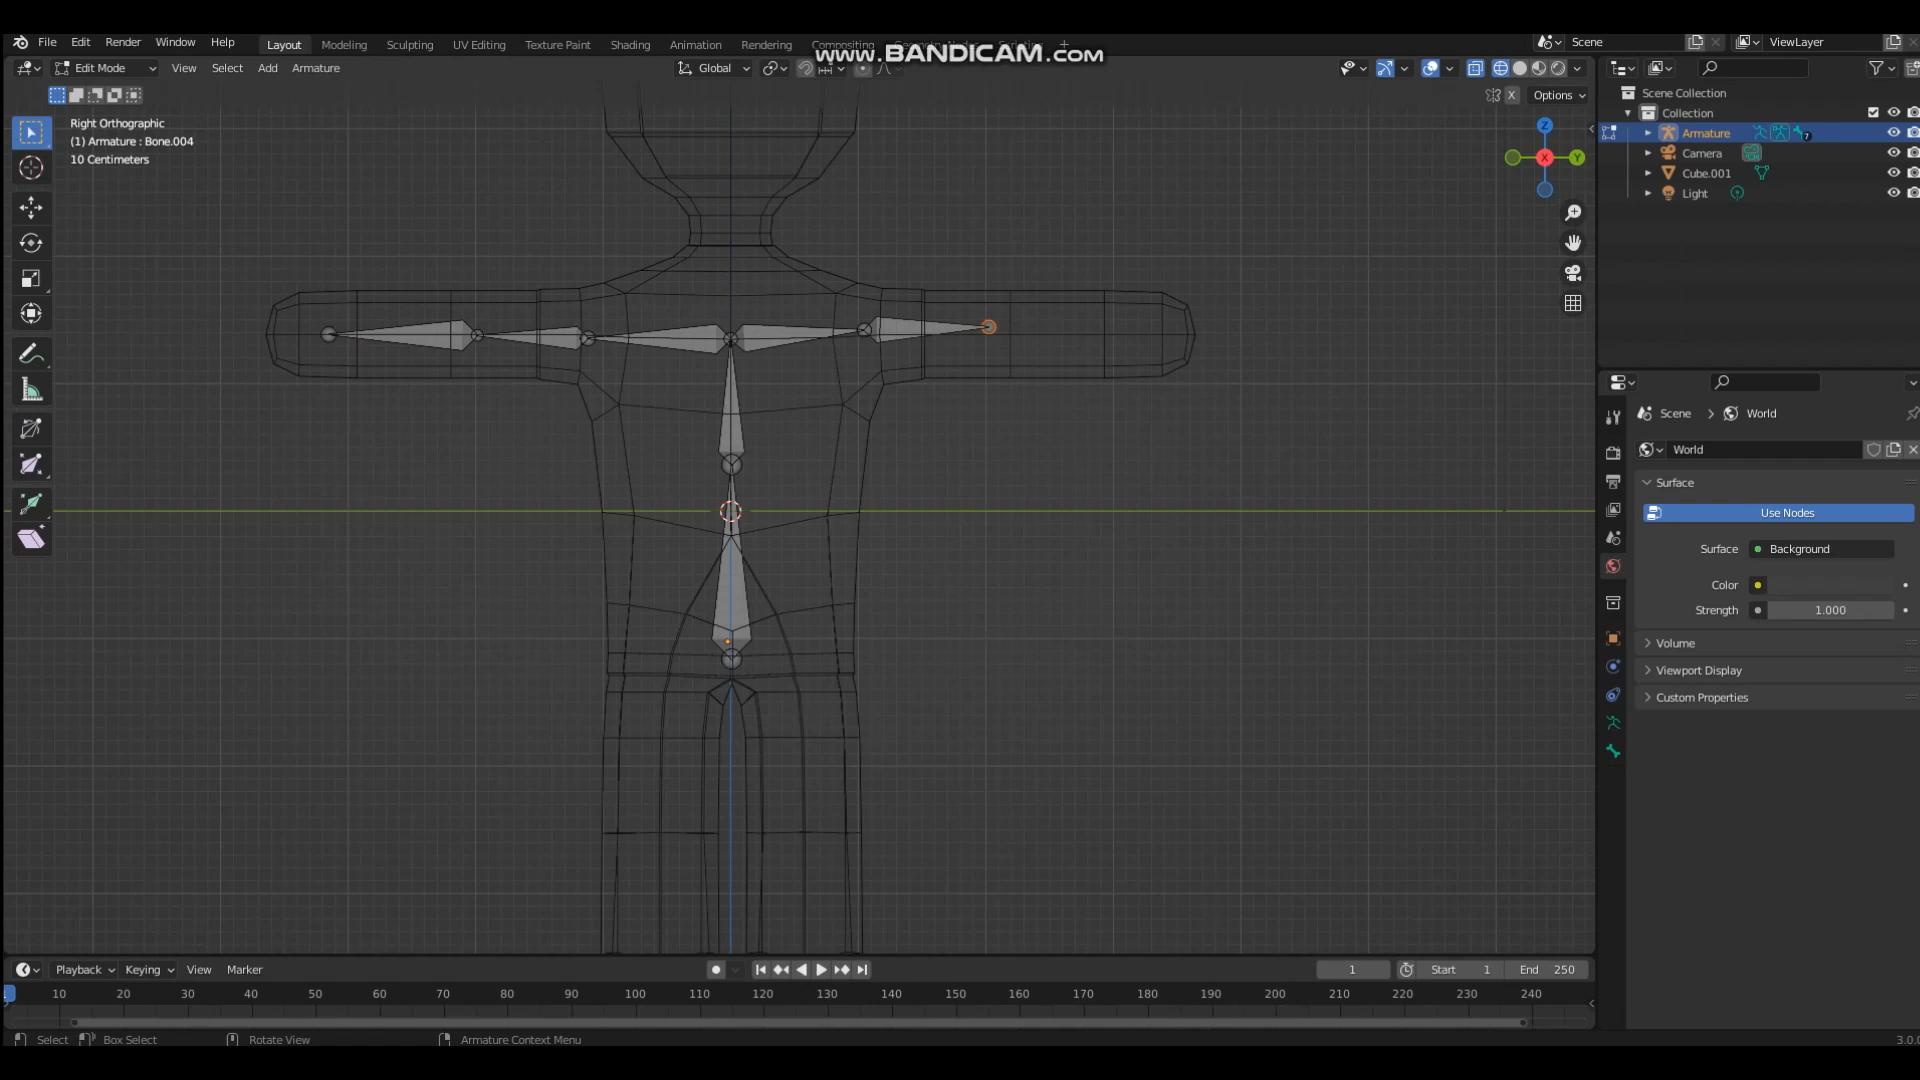 File Edit Render Window Help Layout Modeling Sculpting UV Editing Texture Paint Shading Animation Rendering Compositing
www.BANDICAM.com
Scene ViewLayer
Edit Mode View Select Add Armature Global
Options
Right Orthographic
(1) Armature : Bone.004
10 Centimeters
Z
X
Y
X
Scene Collection
Collection
Armature 7
Camera
Cube.001
Light
Scene > World
World
Surface
Use Nodes
Surface Background
Color
Strength 1.000
Volume
Viewport Display
Custom Properties
Playback Keying View Marker 1 Start 1 End 250
1 10 20 30 40 50 60 70 80 90 100 110 120 130 140 150 160 170 180 190 200 210 220 230 240
Select Box Select Rotate View Armature Context Menu 3.0.0